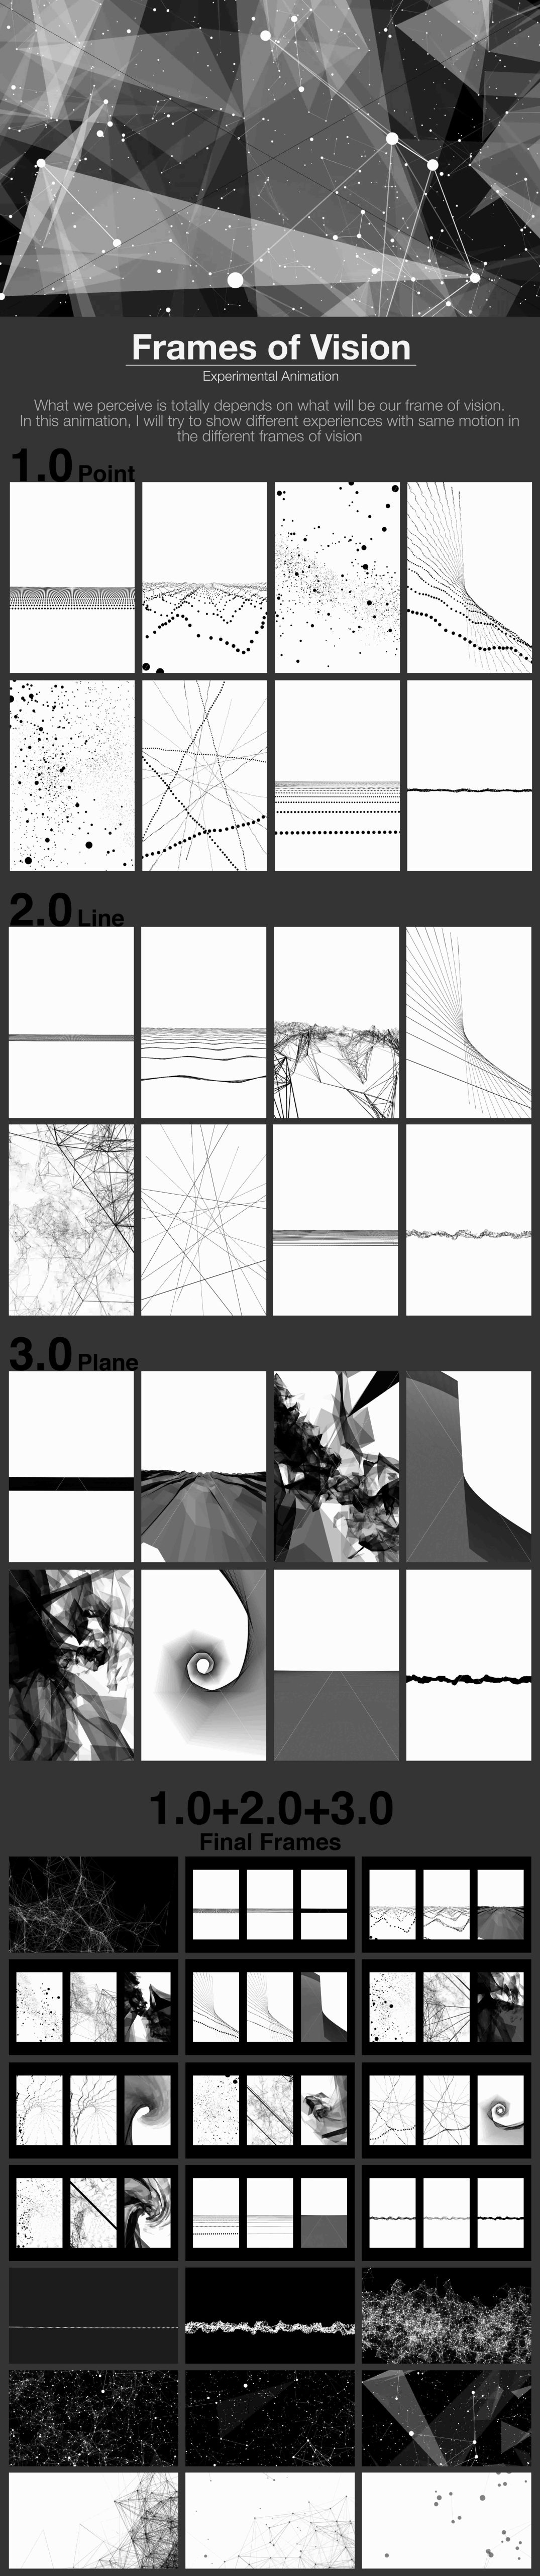 Frames of Vision
Experimental Animation
What we perceive is totally depends on what will be our frame of vision.
In this animation, I will try to show different experiences with same motion in
the different frames of vision
1.0 Point
2.0 Line
3.0 Plane
1.0+2.0+3.0
Final Frames